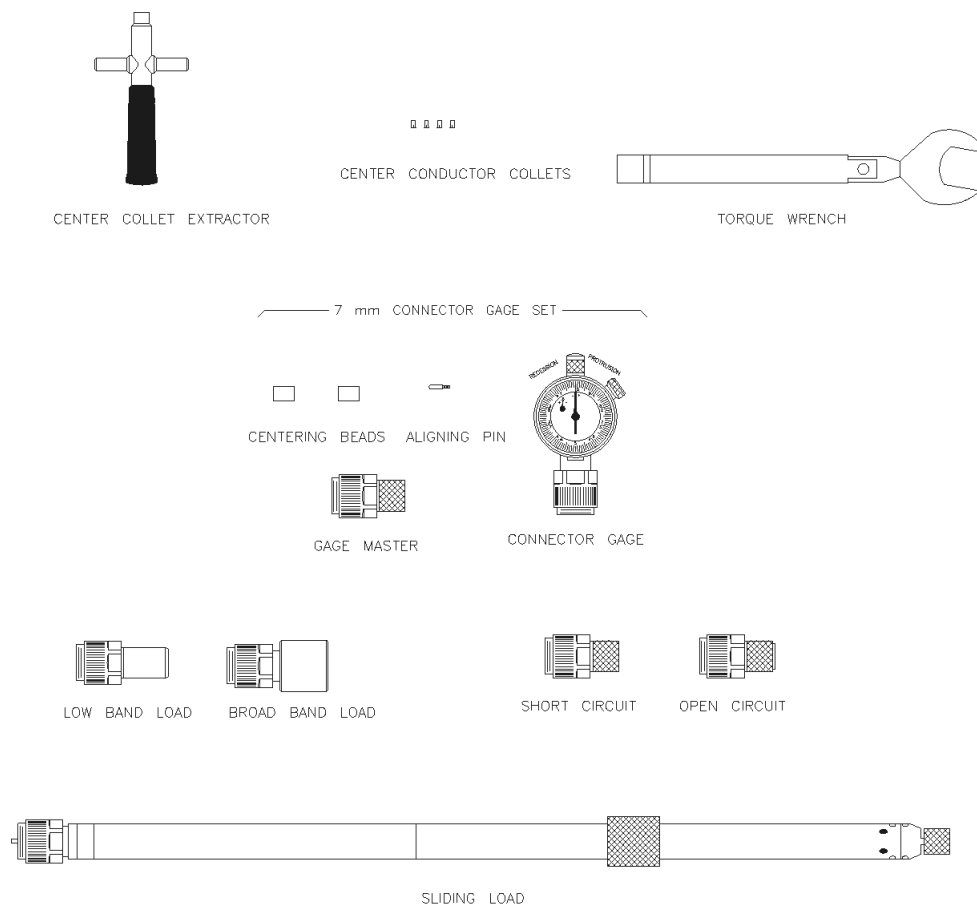 CENTER CONDUCTOR COLLETS
CENTER COLLET EXTRACTOR
TORQUE WRENCH
7 mm CONNECTOR GAGE SET
RECESSION
PROTRUSION
CENTERING BEADS
ALIGNING PIN
GAGE MASTER
CONNECTOR GAGE
LOW BAND LOAD
BROAD BAND LOAD
SHORT CIRCUIT
OPEN CIRCUIT
SLIDING LOAD